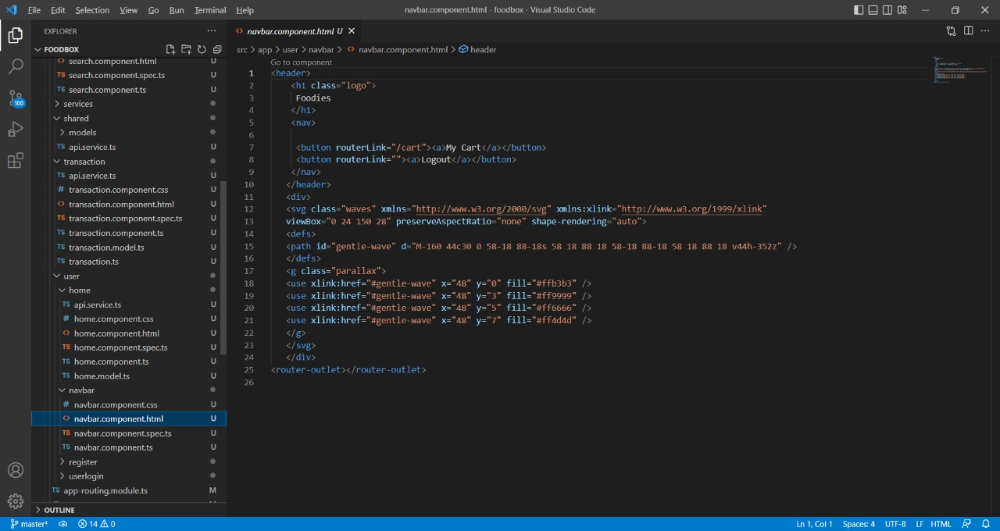 File Edit Selection View Go Run Terminal Help
navbar.component.html - foodbox - Visual Studio Code
EXPLORER
FOODBOX
search.component.html U
TS search.component.spec.ts U
TS search.component.ts U
services
shared
models
TS api.service.ts U
transaction
TS api.service.ts U
# transaction.component.css U
<> transaction.component.html U
TS transaction.component.spec.ts U
TS transaction.component.ts U
TS transaction.model.ts U
TS transaction.ts U
user
home
TS api.service.ts U
# home.component.css U
<> home.component.html U
TS home.component.spec.ts U
TS home.component.ts U
TS home.model.ts U
navbar
# navbar.component.css U
<> navbar.component.html U
TS navbar.component.spec.ts U
TS navbar.component.ts U
register
userlogin
TS app-routing.module.ts M
OUTLINE
100
<> navbar.component.html U
src > app > user > navbar > <> navbar.component.html > header
Go to component
1 <header>
2 <h1 class="logo">
3 Foodies
4 </h1>
5 <nav>
6
7 <button routerLink="/cart"><a>My Cart</a></button>
8 <button routerLink=""><a>Logout</a></button>
9 </nav>
10 </header>
11 <div>
12 <svg class="waves" xmlns="http://www.w3.org/2000/svg" xmlns:xlink="http://www.w3.org/1999/xlink"
13 viewBox="0 24 150 28" preserveAspectRatio="none" shape-rendering="auto">
14 <defs>
15 <path id="gentle-wave" d="M-160 44c30 0 58-18 88-18s 58 18 88 18 58-18 88-18 58 18 88 18 v44h-352z" />
16 </defs>
17 <g class="parallax">
18 <use xlink:href="#gentle-wave" x="48" y="0" fill="#ffb3b3" />
19 <use xlink:href="#gentle-wave" x="48" y="3" fill="#ff9999" />
20 <use xlink:href="#gentle-wave" x="48" y="5" fill="#ff6666" />
21 <use xlink:href="#gentle-wave" x="48" y="7" fill="#ff4d4d" />
22 </g>
23 </svg>
24 </div>
25 <router-outlet></router-outlet>
26
master* 14 0
Ln 1, Col 1 Spaces: 4 UTF-8 LF HTML